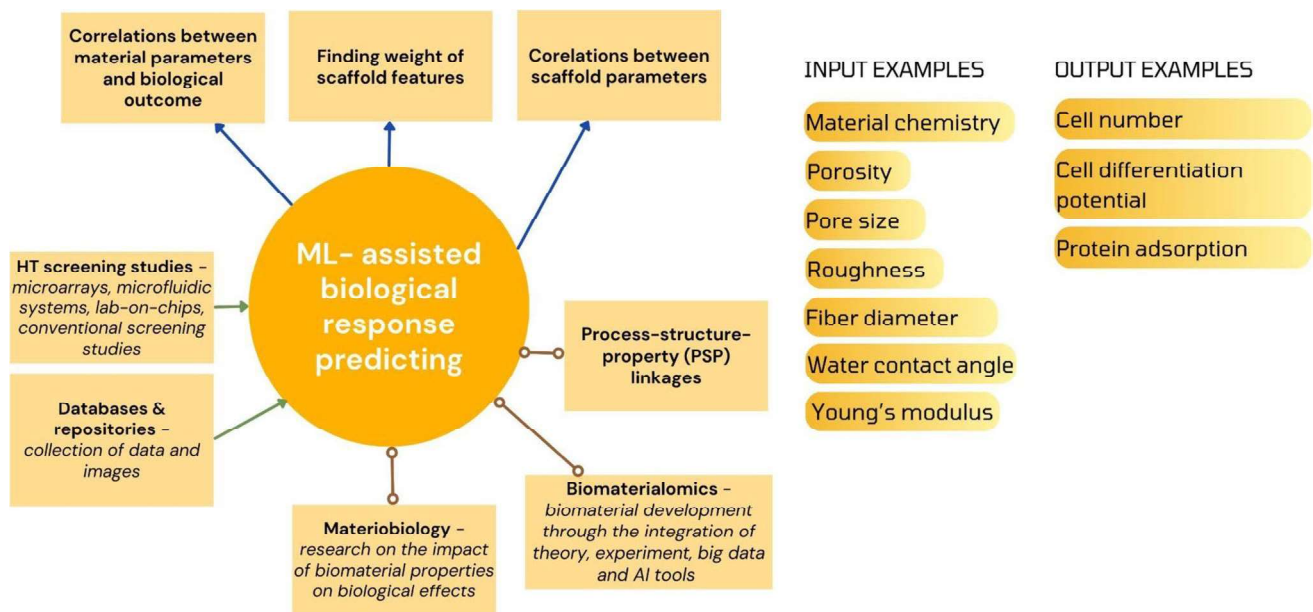 Correlations between
material parameters
and biological
outcome
Finding weight of
scaffold features
Corelations between
scaffold parameters
ML- assisted
biological
response
predicting
HT screening studies -
microarrays, microfluidic
systems, lab-on-chips,
conventional screening
studies
Databases &
repositories -
collection of data and
images
Materiobiology -
research on the impact
of biomaterial properties
on biological effects
Biomaterialomics -
biomaterial development
through the integration of
theory, experiment, big data
and AI tools
Process-structure-
property (PSP)
linkages
INPUT EXAMPLES
Material chemistry
Porosity
Pore size
Roughness
Fiber diameter
Water contact angle
Young's modulus
OUTPUT EXAMPLES
Cell number
Cell differentiation
potential
Protein adsorption